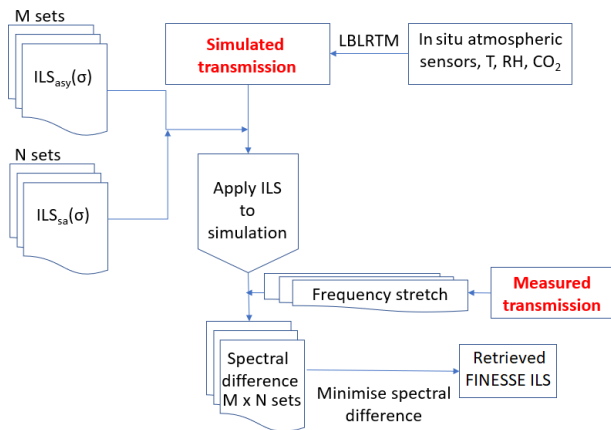 M sets
ILSasy(σ)
Simulated
transmission
LBLRTM
In situ atmospheric
sensors, T, RH, CO2
N sets
ILSsa(σ)
Apply ILS
to
simulation
Frequency stretch
Measured
transmission
Spectral
difference
M x N sets
Minimise spectral
difference
Retrieved
FINESSE ILS